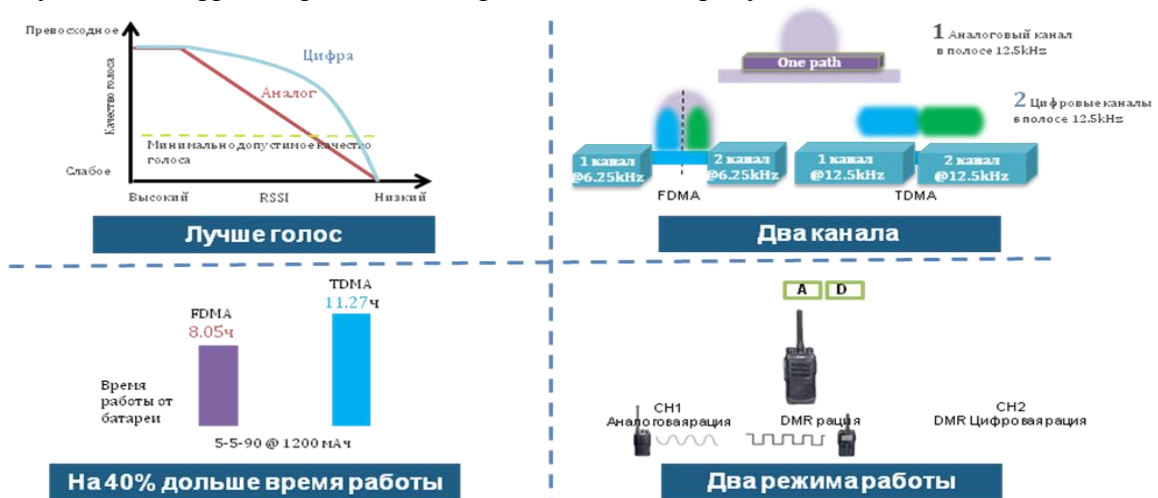 Превосходное
Качество голоса
Цифра
Аналог
Минимально допустимое качество
голоса
Слабое
Высокий
RSSI
Низкий
Лучше голос
One path
1 Аналоговый канал
в полосе 12.5kHz
2 Цифровые каналы
в полосе 12.5kHz
1 канал
@6.25kHz
2 канал
@6.25kHz
FDMA
1 канал
@12.5kHz
2 канал
@12.5kHz
TDMA
Два канала
FDMA
8.05ч
TDMA
11.27ч
Время
работы от
батареи
5-5-90 @ 1200 мАч
На 40% дольше время работы
A D
CH1
Аналоговая рация
DMR рация
CH2
DMR Цифровая рация
Два режима работы